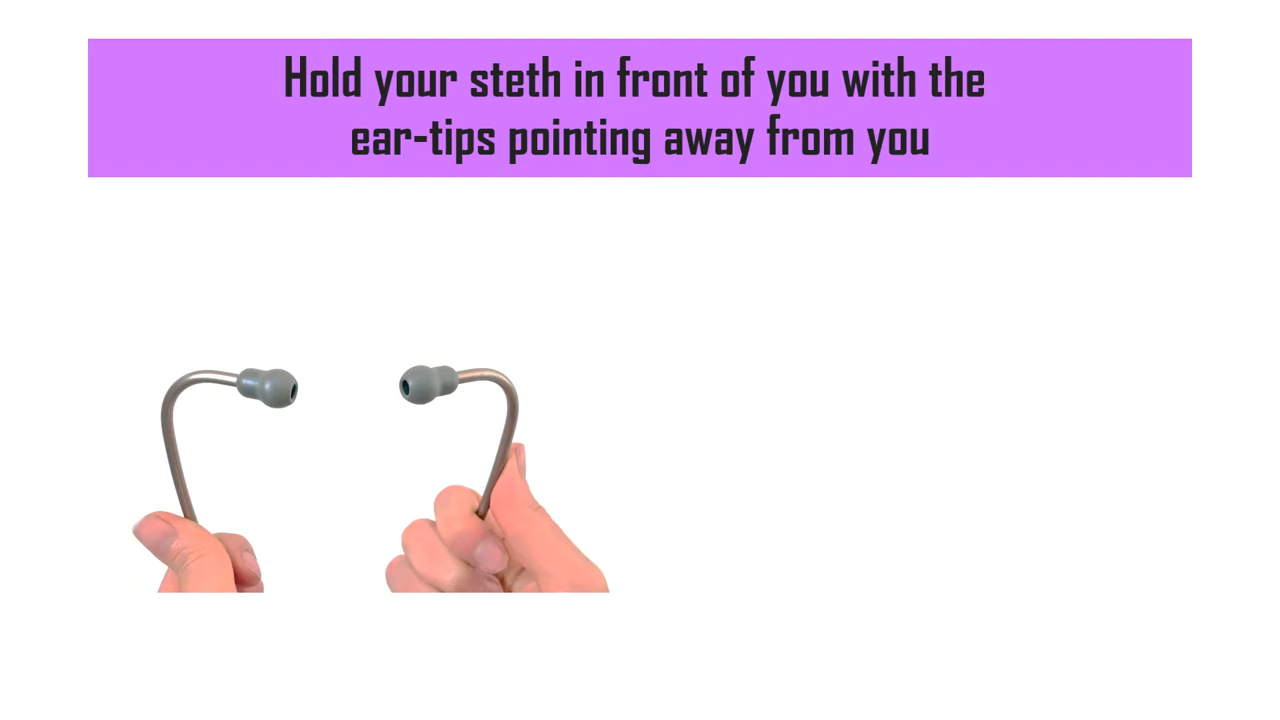 Hold your steth in front of you with the
ear-tips pointing away from you